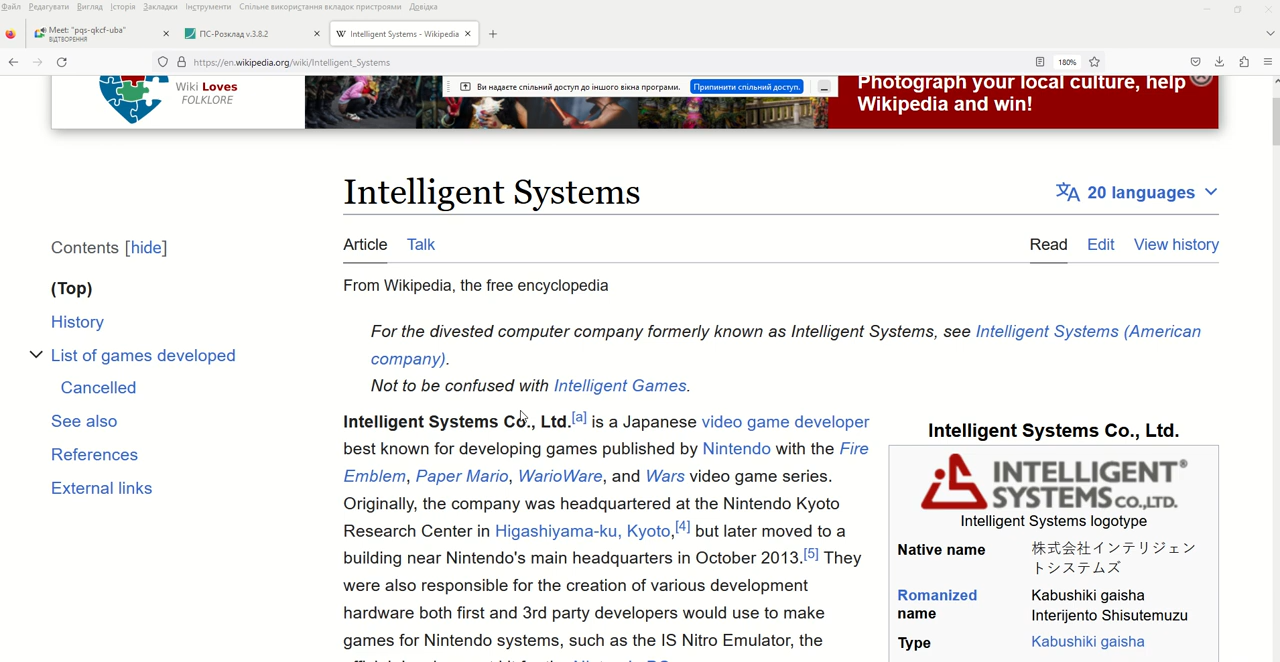 Файл Редагувати Вигляд Історія Закладки Інструменти Спільне використання вкладок пристроями Довідка
Meet: "pqs-qkcf-uba"
ВІДТВОРЕННЯ
ПС-Розклад v.3.8.2
Intelligent Systems - Wikipedia
https://en.wikipedia.org/wiki/Intelligent_Systems
180%
Wiki Loves
FOLKLORE
Ви надаєте спільний доступ до іншого вікна програми.
Припинити спільний доступ.
Photograph your local culture, help
Wikipedia and win!
Intelligent Systems
20 languages
Contents [hide]
(Top)
History
List of games developed
Cancelled
See also
References
External links
Article Talk
Read Edit View history
From Wikipedia, the free encyclopedia
For the divested computer company formerly known as Intelligent Systems, see Intelligent Systems (American
company).
Not to be confused with Intelligent Games.
Intelligent Systems Co., Ltd.[a] is a Japanese video game developer
best known for developing games published by Nintendo with the Fire
Emblem, Paper Mario, WarioWare, and Wars video game series.
Originally, the company was headquartered at the Nintendo Kyoto
Research Center in Higashiyama-ku, Kyoto,[4] but later moved to a
building near Nintendo's main headquarters in October 2013.[5] They
were also responsible for the creation of various development
hardware both first and 3rd party developers would use to make
games for Nintendo systems, such as the IS Nitro Emulator, the
Intelligent Systems Co., Ltd.
INTELLIGENT®
SYSTEMS CO.,LTD.
Intelligent Systems logotype
Native name 株式会社インテリジェン
トシステムズ
Romanized Kabushiki gaisha
name Interijento Shisutemuzu
Type Kabushiki gaisha